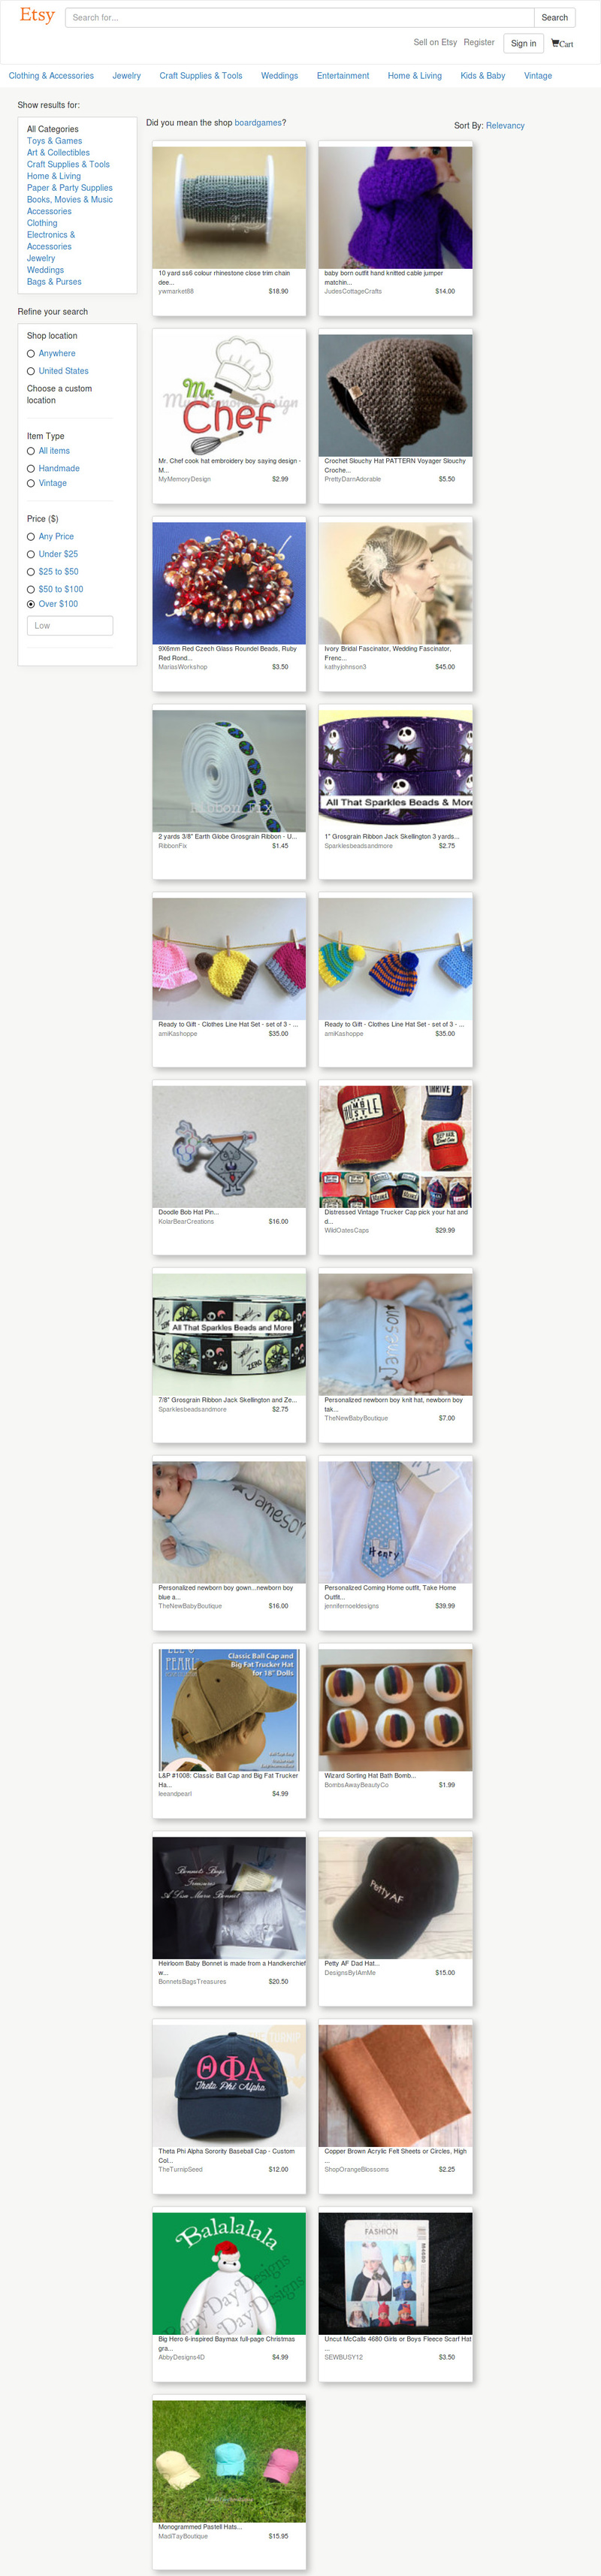 Etsy
Search for...
Search
Sell on Etsy Register Sign in Cart
Clothing & Accessories Jewelry Craft Supplies & Tools Weddings Entertainment Home & Living Kids & Baby Vintage
Show results for:
All Categories
Toys & Games
Art & Collectibles
Craft Supplies & Tools
Home & Living
Paper & Party Supplies
Books, Movies & Music
Accessories
Clothing
Electronics &
Accessories
Jewelry
Weddings
Bags & Purses
Refine your search
Shop location
Anywhere
United States
Choose a custom
location
Item Type
All items
Handmade
Vintage
Price ($)
Any Price
Under $25
$25 to $50
$50 to $100
Over $100
Low
Did you mean the shop boardgames?
Sort By: Relevancy
10 yard ss6 colour rhinestone close trim chain
dee...
ywmarket88 $18.90
baby born outfit hand knitted cable jumper
matchin...
JudesCottageCrafts $14.00
Mr.
Chef
Mr. Chef cook hat embroidery boy saying design -
M...
MyMemoryDesign $2.99
Crochet Slouchy Hat PATTERN Voyager Slouchy
Croche...
PrettyDarnAdorable $5.50
9X6mm Red Czech Glass Roundel Beads, Ruby
Red Rond...
MariasWorkshop $3.50
Ivory Bridal Fascinator, Wedding Fascinator,
Frenc...
kathyjohnson3 $45.00
2 yards 3/8" Earth Globe Grosgrain Ribbon - U...
RibbonFix $1.45
All That Sparkles Beads & More
1" Grosgrain Ribbon Jack Skellington 3 yards...
Sparklesbeadsandmore $2.75
Ready to Gift - Clothes Line Hat Set - set of 3 - ...
amiKashoppe $35.00
Ready to Gift - Clothes Line Hat Set - set of 3 - ...
amiKashoppe $35.00
Doodle Bob Hat Pin...
KolarBearCreations $16.00
HUMBLE
HUSTLE
THRIVE
Distressed Vintage Trucker Cap pick your hat and
d...
WildOatesCaps $29.99
All That Sparkles Beads and More
ZERO
7/8" Grosgrain Ribbon Jack Skellington and Ze...
Sparklesbeadsandmore $2.75
Jameson
Personalized newborn boy knit hat, newborn boy
tak...
TheNewBabyBoutique $7.00
Jameson
Personalized newborn boy gown...newborn boy
blue a...
TheNewBabyBoutique $16.00
Henry
Personalized Coming Home outfit, Take Home
Outfit...
jennifernoeldesigns $39.99
PEARL
Classic Ball Cap and
Big Fat Trucker Hat
for 18" Dolls
L&P #1008: Classic Ball Cap and Big Fat Trucker
Ha...
leeandpearl $4.99
Wizard Sorting Hat Bath Bomb...
BombsAwayBeautyCo $1.99
Bonnets Bags
Treasures
A Lisa Marie Bonnet
Heirloom Baby Bonnet is made from a Handkerchief
w...
BonnetsBagsTreasures $20.50
Petty AF
Petty AF Dad Hat...
DesignsByIAmMe $15.00
ΘΦΑ
Theta Phi Alpha
Theta Phi Alpha Sorority Baseball Cap - Custom
Col...
TheTurnipSeed $12.00
Copper Brown Acrylic Felt Sheets or Circles, High
...
ShopOrangeBlossoms $2.25
Balalalala
Big Hero 6-inspired Baymax full-page Christmas
gra...
AbbyDesigns4D $4.99
FASHION
Uncut McCalls 4680 Girls or Boys Fleece Scarf Hat
...
SEWBUSY12 $3.50
Monogrammed Pastell Hats...
MadiTayBoutique $15.95